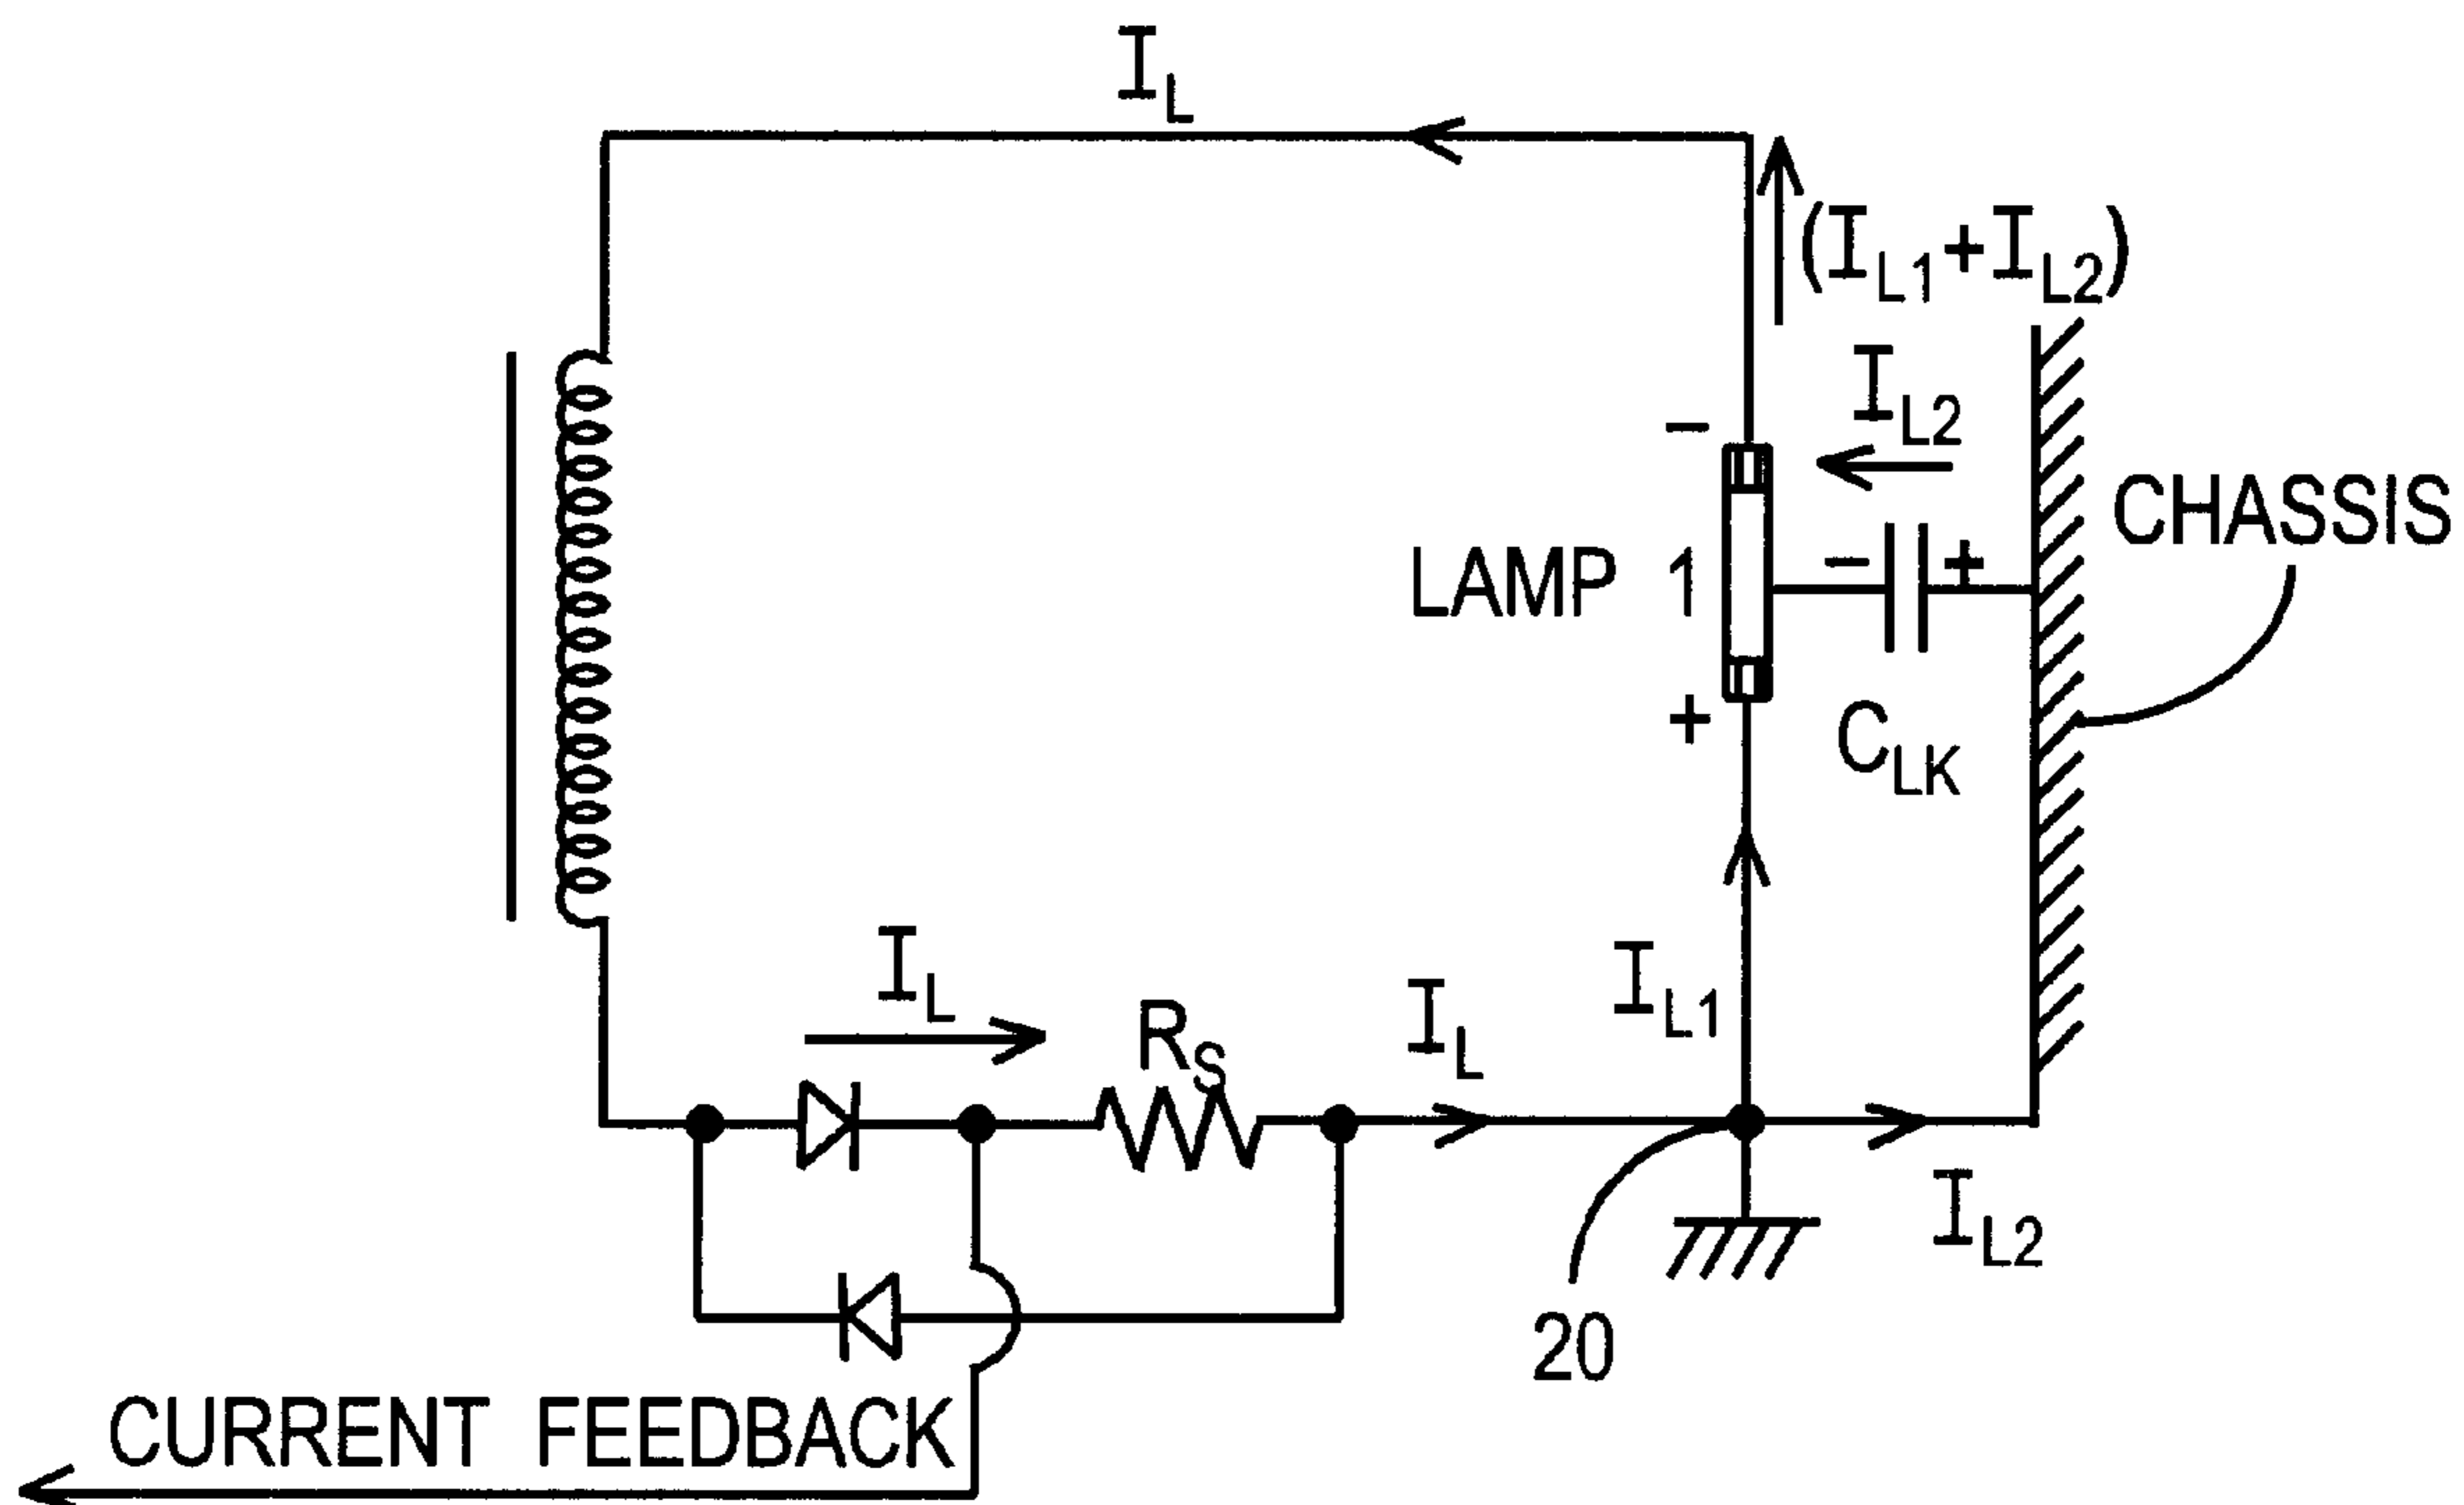 I_L
(I_L1+I_L2)
I_L2
CHASSIS
- +
LAMP 1
-
+
C_LK
I_L
R_S
I_L
I_L1
I_L2
20
CURRENT FEEDBACK